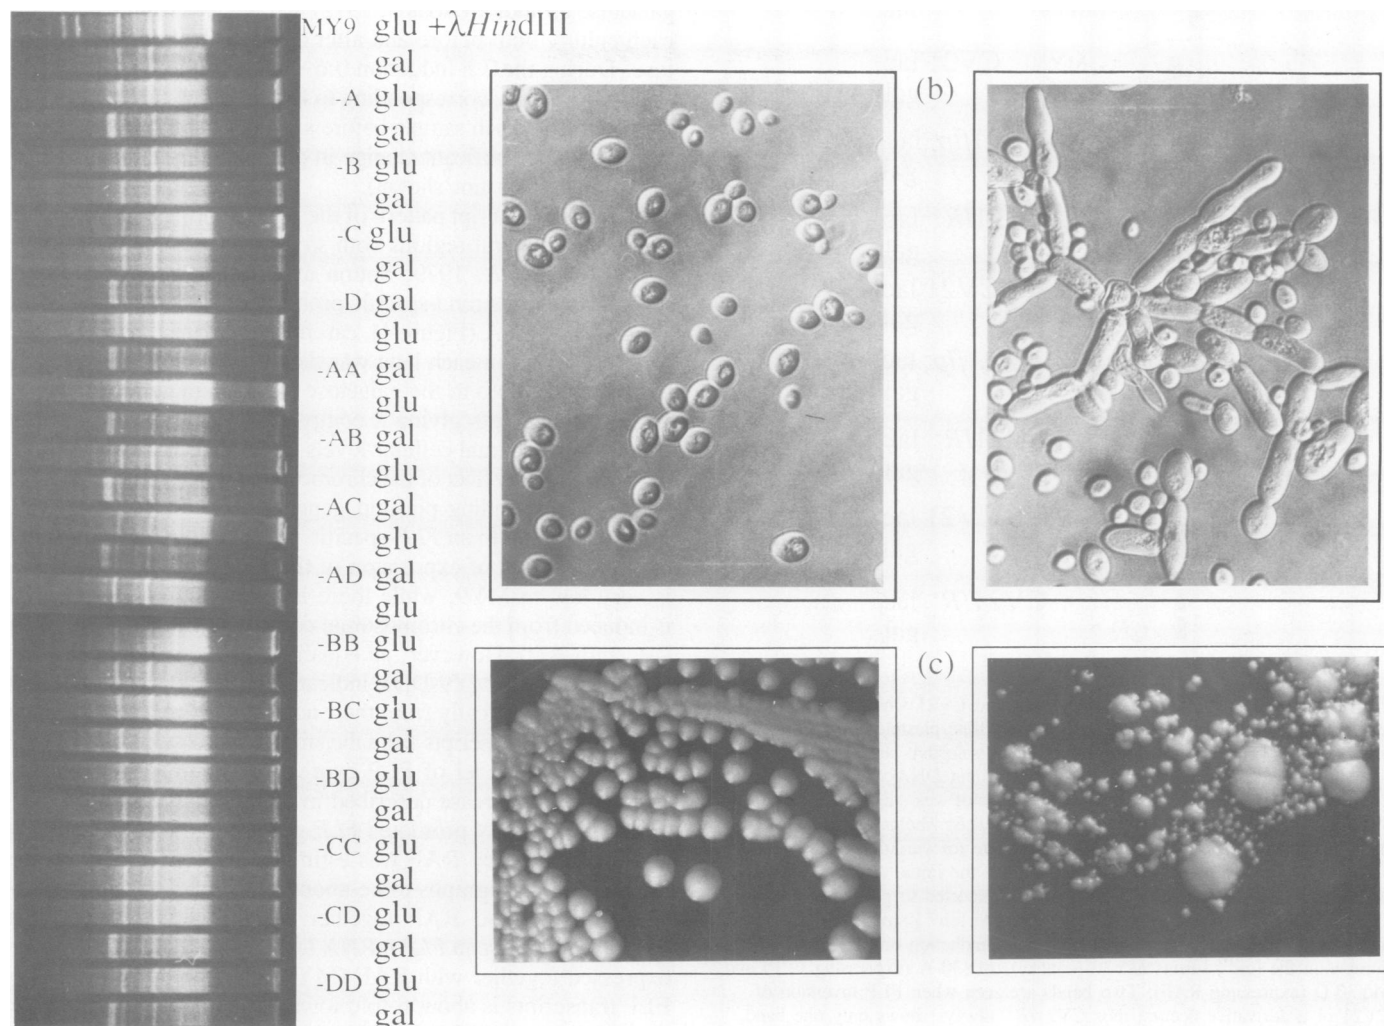 MY9 glu +λHindIII
gal
-A glu
gal
-B glu
gal
-C glu
gal
-D gal
glu
-AA gal
glu
-AB gal
glu
-AC gal
glu
-AD gal
glu
-BB glu
gal
-BC glu
gal
-BD glu
gal
-CC glu
gal
-CD glu
gal
-DD glu
gal
(b)
(c)